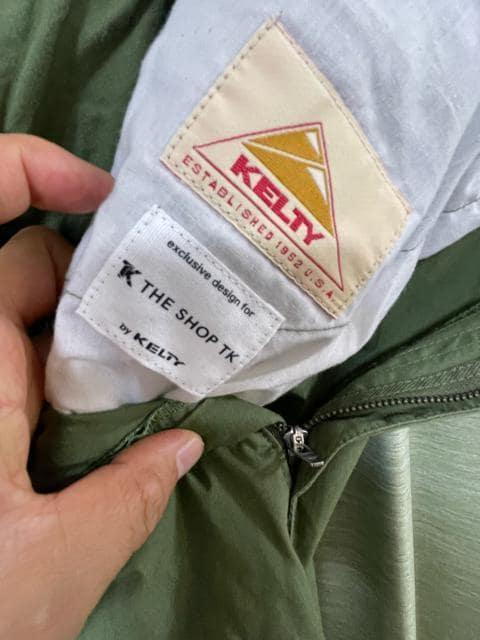 KELTY
ESTABLISHED 1952 U.S.A.
exclusive design for
TK THE SHOP TK
by KELTY